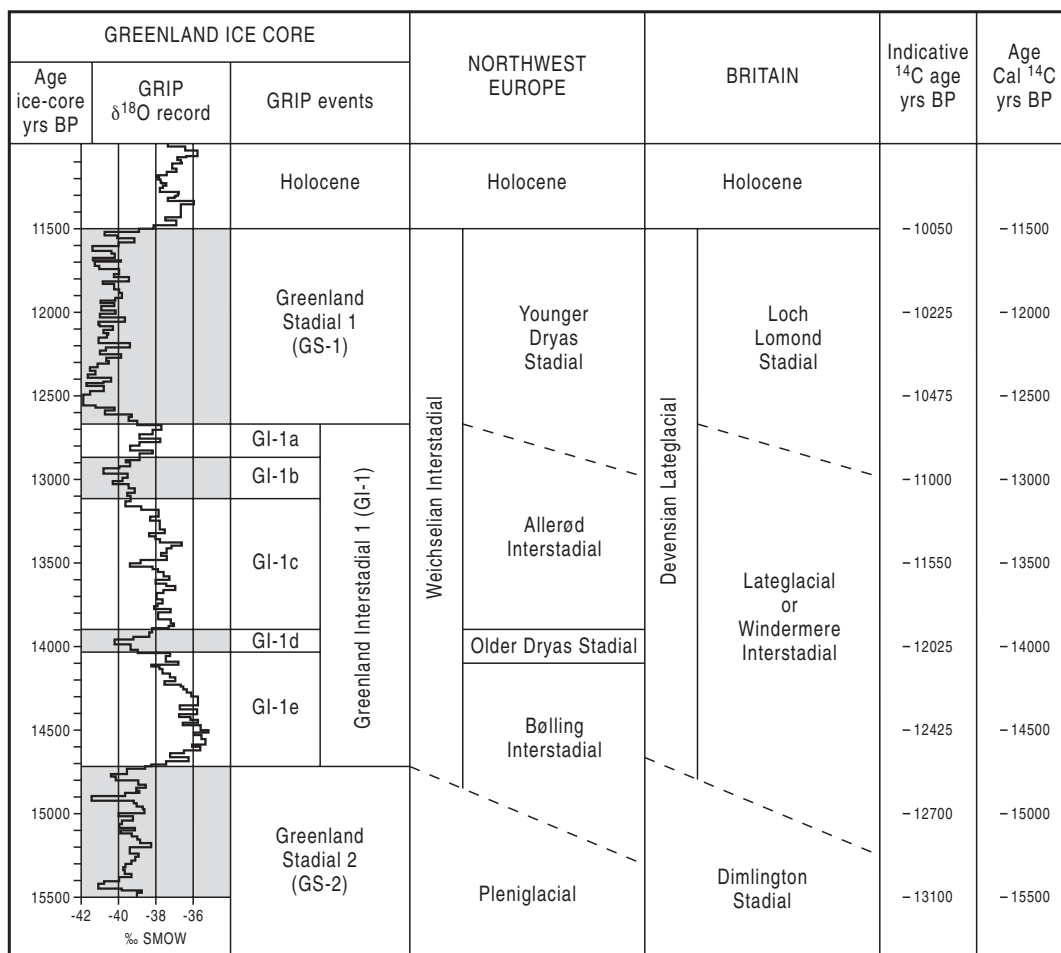 GREENLAND ICE CORE
Age
ice-core
yrs BP
GRIP
δ¹⁸O record
GRIP events
NORTHWEST
EUROPE
BRITAIN
Indicative
¹⁴C age
yrs BP
Age
Cal ¹⁴C
yrs BP
Holocene
Holocene
Holocene
11500
12000
12500
13000
13500
14000
14500
15000
15500
-42 -40 -38 -36
‰ SMOW
Greenland
Stadial 1
(GS-1)
GI-1a
GI-1b
GI-1c
GI-1d
GI-1e
Greenland Interstadial 1 (GI-1)
Greenland
Stadial 2
(GS-2)
Weichselian Interstadial
Younger
Dryas
Stadial
Allerød
Interstadial
Older Dryas Stadial
Bølling
Interstadial
Pleniglacial
Devensian Lateglacial
Loch
Lomond
Stadial
Lateglacial
or
Windermere
Interstadial
Dimlington
Stadial
–10050
–10225
–10475
–11000
–11550
–12025
–12425
–12700
–13100
–11500
–12000
–12500
–13000
–13500
–14000
–14500
–15000
–15500